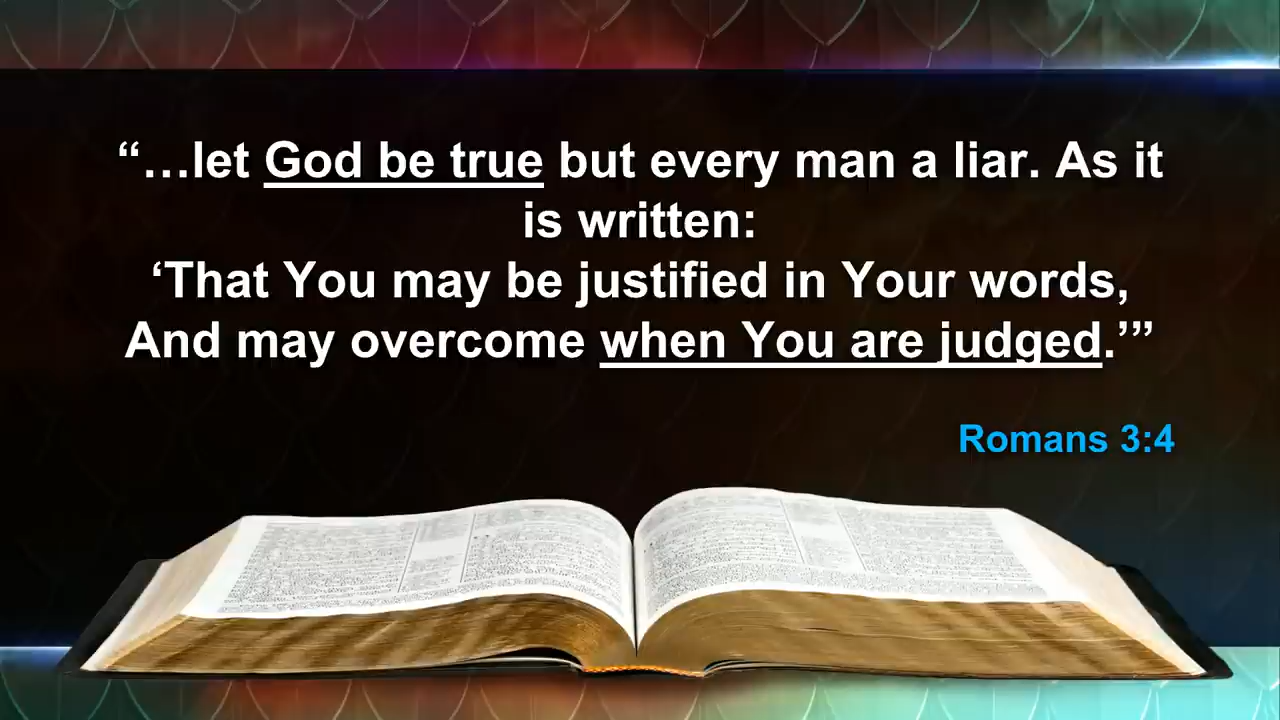 “…let God be true but every man a liar. As it
is written:
‘That You may be justified in Your words,
And may overcome when You are judged.’”
Romans 3:4